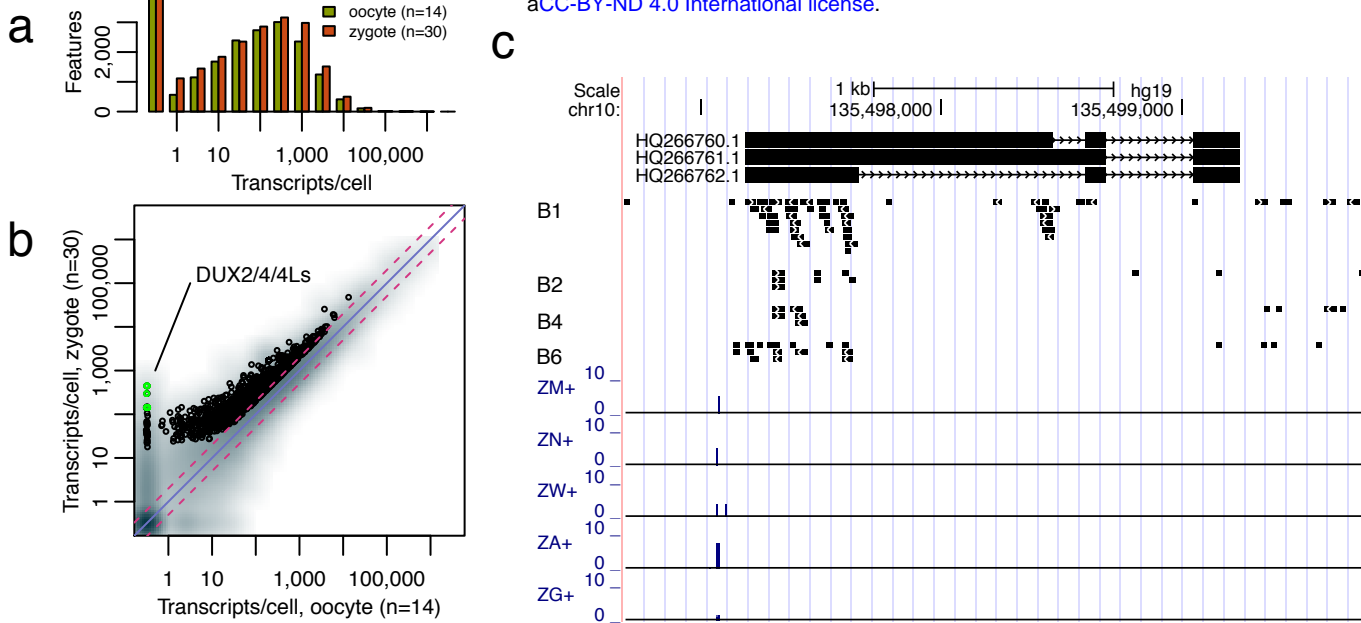 aCC-BY-ND 4.0 International license.
a
Features
0
2,000
oocyte (n=14)
zygote (n=30)
1 10 1,000 100,000
Transcripts/cell
b
Transcripts/cell, zygote (n=30)
1 10 1,000 100,000
DUX2/4/4Ls
1 10 1,000 100,000
Transcripts/cell, oocyte (n=14)
c
Scale 1 kb hg19
chr10: 135,498,000 135,499,000
HQ266760.1
HQ266761.1
HQ266762.1
B1
B2
B4
B6
10
ZM+
0
10
ZN+
0
10
ZW+
0
10
ZA+
0
10
ZG+
0